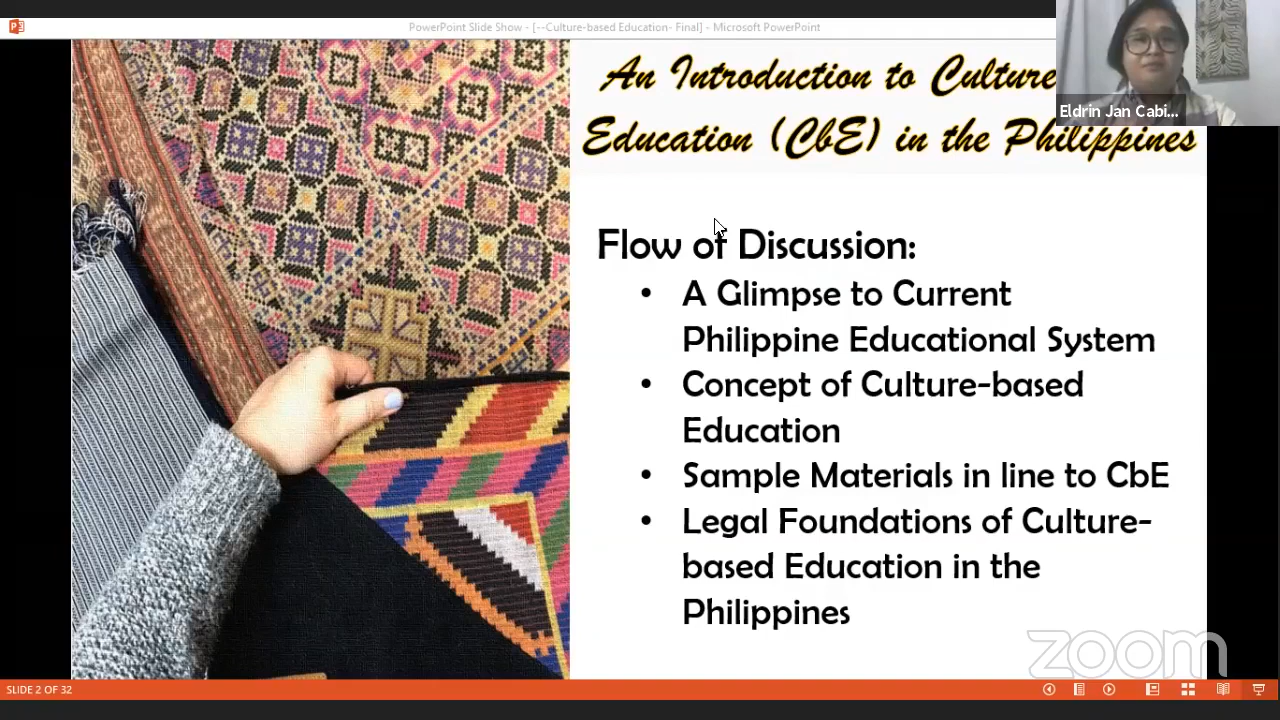 PowerPoint Slide Show - [--Culture-based Education- Final] - Microsoft PowerPoint
An Introduction to Culture
Eldrin Jan Cabi...
Education (CbE) in the Philippines
Flow of Discussion:
• A Glimpse to Current
Philippine Educational System
• Concept of Culture-based
Education
• Sample Materials in line to CbE
• Legal Foundations of Culture-
based Education in the
Philippines
zoom
SLIDE 2 OF 32